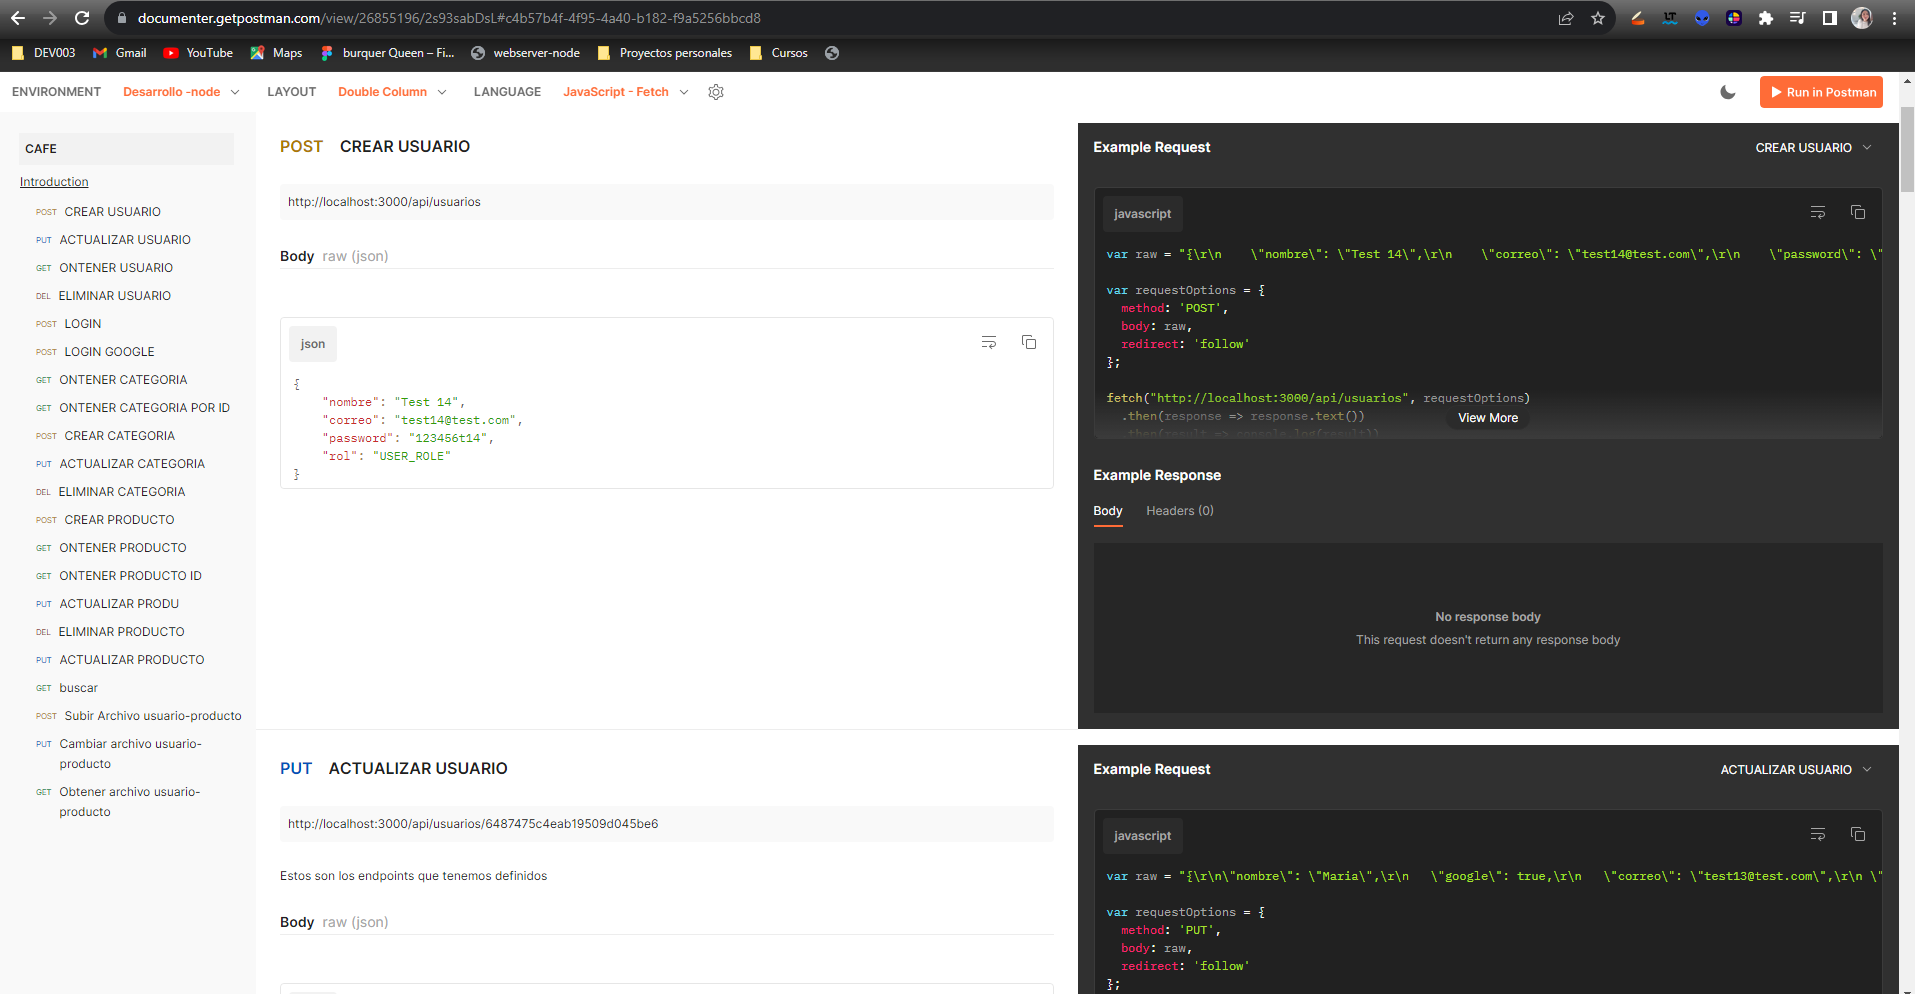 documenter.getpostman.com/view/26855196/2s93sabDsL#c4b57b4f-4f95-4a40-b182-f9a5256bbcd8
DEV003
Gmail
YouTube
Maps
burquer Queen – Fi...
webserver-node
Proyectos personales
Cursos
ENVIRONMENT
Desarrollo -node
LAYOUT
Double Column
LANGUAGE
JavaScript - Fetch
Run in Postman
CAFE
Introduction
POST CREAR USUARIO
PUT ACTUALIZAR USUARIO
GET ONTENER USUARIO
DEL ELIMINAR USUARIO
POST LOGIN
POST LOGIN GOOGLE
GET ONTENER CATEGORIA
GET ONTENER CATEGORIA POR ID
POST CREAR CATEGORIA
PUT ACTUALIZAR CATEGORIA
DEL ELIMINAR CATEGORIA
POST CREAR PRODUCTO
GET ONTENER PRODUCTO
GET ONTENER PRODUCTO ID
PUT ACTUALIZAR PRODU
DEL ELIMINAR PRODUCTO
PUT ACTUALIZAR PRODUCTO
GET buscar
POST Subir Archivo usuario-producto
PUT Cambiar archivo usuario-
producto
GET Obtener archivo usuario-
producto
POST CREAR USUARIO
http://localhost:3000/api/usuarios
Body raw (json)
json
{
    "nombre": "Test 14",
    "correo": "test14@test.com",
    "password": "123456t14",
    "rol": "USER_ROLE"
}
Example Request
CREAR USUARIO
javascript
var raw = "{\r\n    \"nombre\": \"Test 14\",\r\n    \"correo\": \"test14@test.com\",\r\n    \"password\": \"
var requestOptions = {
  method: 'POST',
  body: raw,
  redirect: 'follow'
};
fetch("http://localhost:3000/api/usuarios", requestOptions)
  .then(response => response.text())
View More
  .then(result => console.log(result))
Example Response
Body
Headers (0)
No response body
This request doesn't return any response body
PUT ACTUALIZAR USUARIO
http://localhost:3000/api/usuarios/6487475c4eab19509d045be6
Estos son los endpoints que tenemos definidos
Body raw (json)
Example Request
ACTUALIZAR USUARIO
javascript
var raw = "{\r\n\"nombre\": \"Maria\",\r\n   \"google\": true,\r\n   \"correo\": \"test13@test.com\",\r\n \"
var requestOptions = {
  method: 'PUT',
  body: raw,
  redirect: 'follow'
};